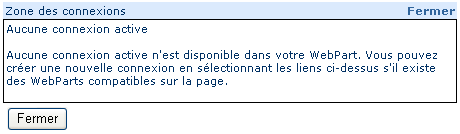 Zone des connexions Fermer
Aucune connexion active
Aucune connexion active n'est disponible dans votre WebPart. Vous pouvez
créer une nouvelle connexion en sélectionnant les liens ci-dessus s'il existe
des WebParts compatibles sur la page.
Fermer